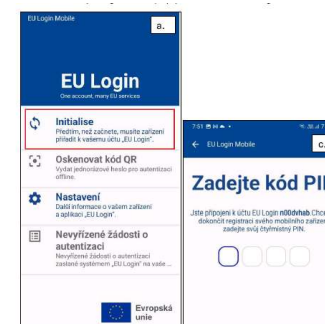 EU Login Mobile
a.
EU Login
One account, many EU services
Initialise
Předtím, než začnete, musíte zařízení
přiřadit k vašemu účtu „EU Login“.
Oskenovat kód QR
Vydat jednorázové heslo pro autentizaci
offline.
Nastavení
Další informace o vašem zařízení
a aplikaci „EU Login“.
Nevyřízené žádosti o
autentizaci
Nevyřízené žádosti o autentizaci
zaslané systémem „EU Login“ na vaše ...
Evropská
unie
7:51
EU Login Mobile
c.
Zadejte kód PI
Jste připojeni k účtu EU Login n00dvhab. Chce
dokončit registraci svého mobilního zařízen
zadejte svůj čtyřmístný PIN.